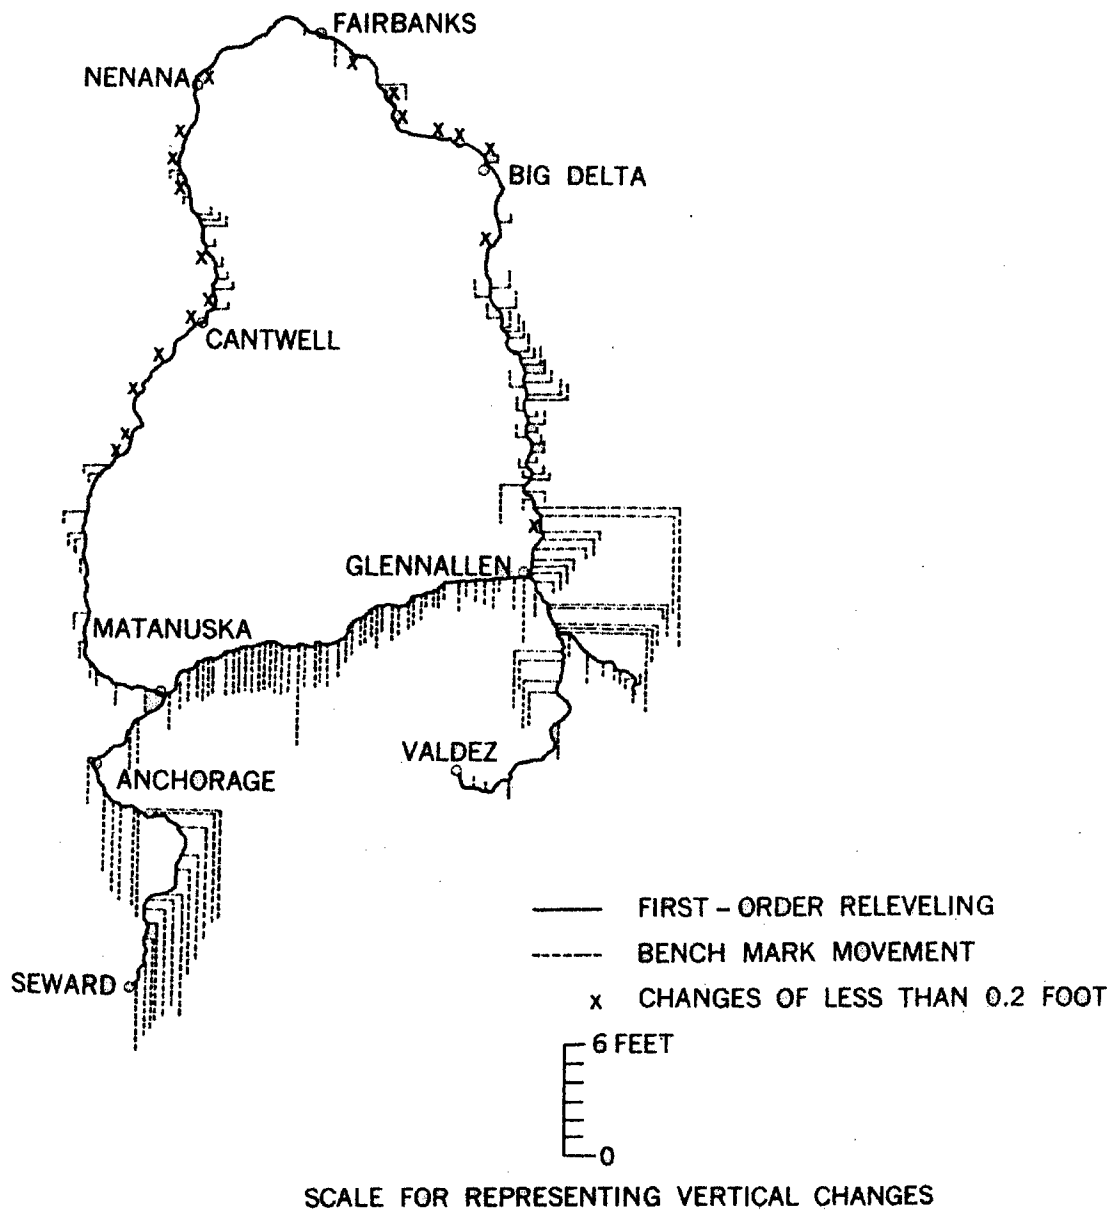 FAIRBANKS
NENANA
BIG DELTA
CANTWELL
GLENNALLEN
MATANUSKA
VALDEZ
ANCHORAGE
FIRST-ORDER RELEVELING
BENCH MARK MOVEMENT
SEWARD
x CHANGES OF LESS THAN 0.2 FOOT
6 FEET
0
SCALE FOR REPRESENTING VERTICAL CHANGES